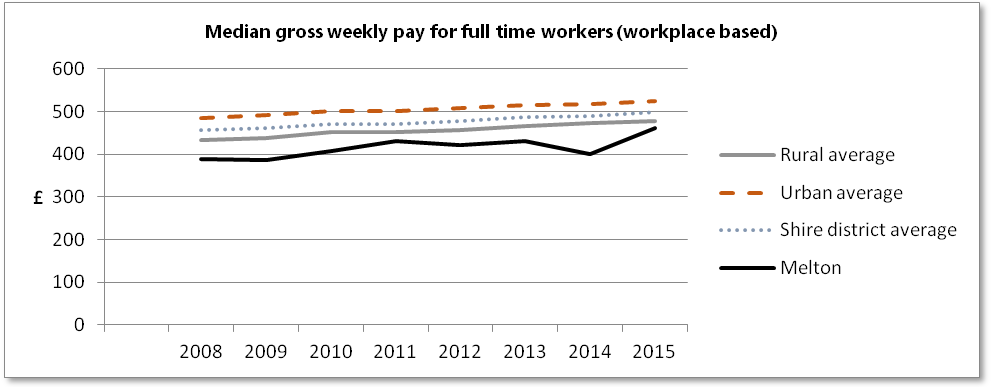 Median gross weekly pay for full time workers (workplace based)
600
500
400
300
200
100
0
£
2008 2009 2010 2011 2012 2013 2014 2015
Rural average
Urban average
Shire district average
Melton